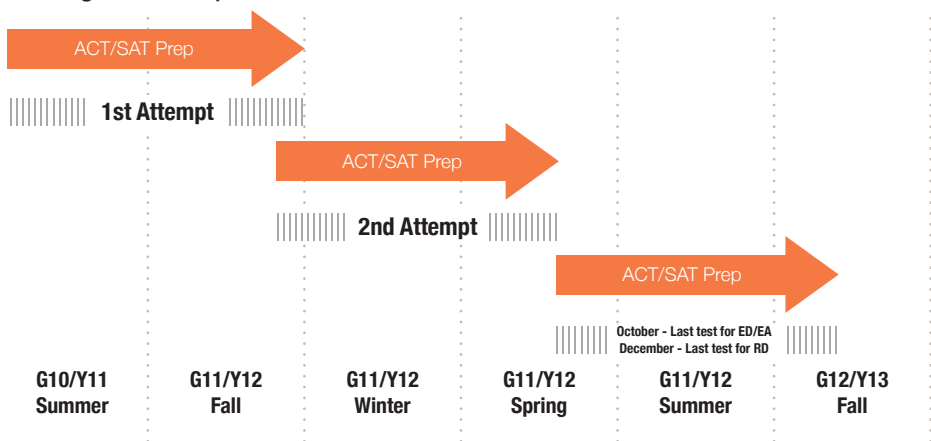 ACT/SAT Prep
1st Attempt
ACT/SAT Prep
2nd Attempt
ACT/SAT Prep
October - Last test for ED/EA
December - Last test for RD
G10/Y11
Summer
G11/Y12
Fall
G11/Y12
Winter
G11/Y12
Spring
G11/Y12
Summer
G12/Y13
Fall